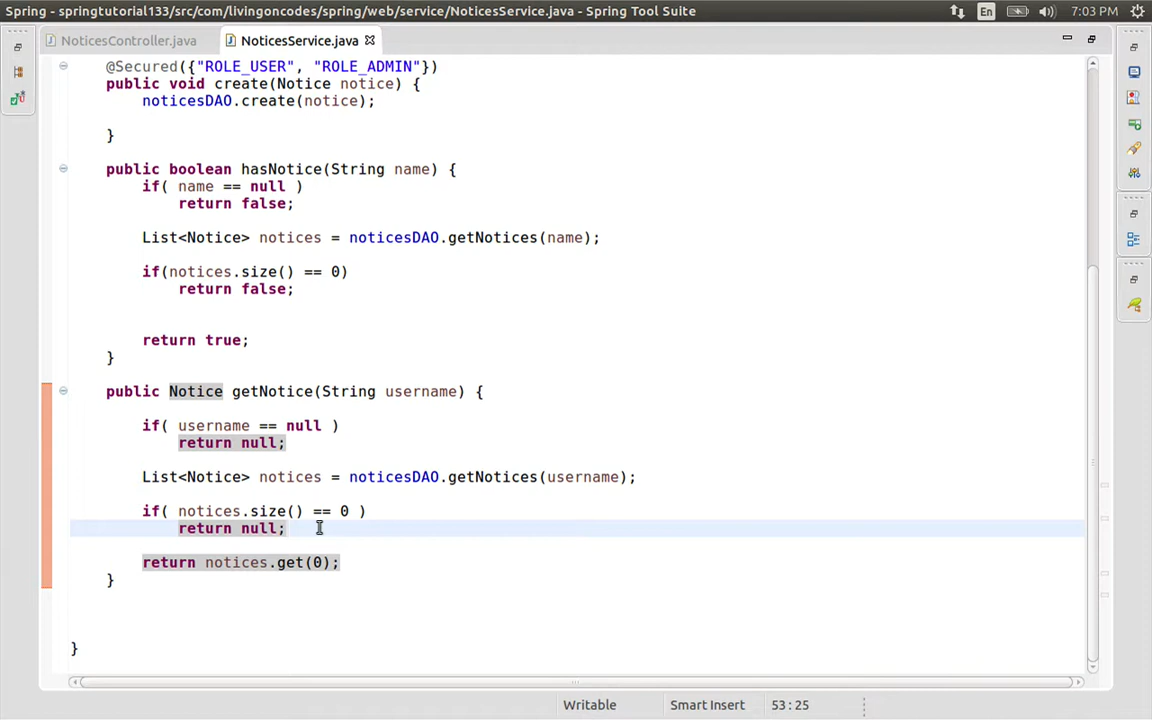 Spring - springtutorial133/src/com/livingoncodes/spring/web/service/NoticesService.java - Spring Tool Suite
En
7:03 PM
NoticesController.java
NoticesService.java
@Secured({"ROLE_USER", "ROLE_ADMIN"})
public void create(Notice notice) {
noticesDAO.create(notice);
}
public boolean hasNotice(String name) {
if( name == null )
return false;
List<Notice> notices = noticesDAO.getNotices(name);
if(notices.size() == 0)
return false;
return true;
}
public Notice getNotice(String username) {
if( username == null )
return null;
List<Notice> notices = noticesDAO.getNotices(username);
if( notices.size() == 0 )
return null;
return notices.get(0);
}
}
Writable
Smart Insert
53 : 25